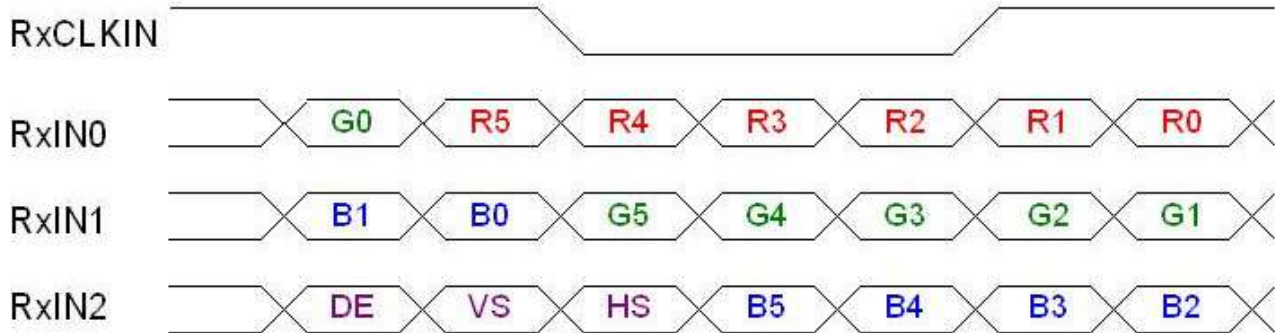 RxCLKIN
RxIN0 G0 R5 R4 R3 R2 R1 R0
RxIN1 B1 B0 G5 G4 G3 G2 G1
RxIN2 DE VS HS B5 B4 B3 B2